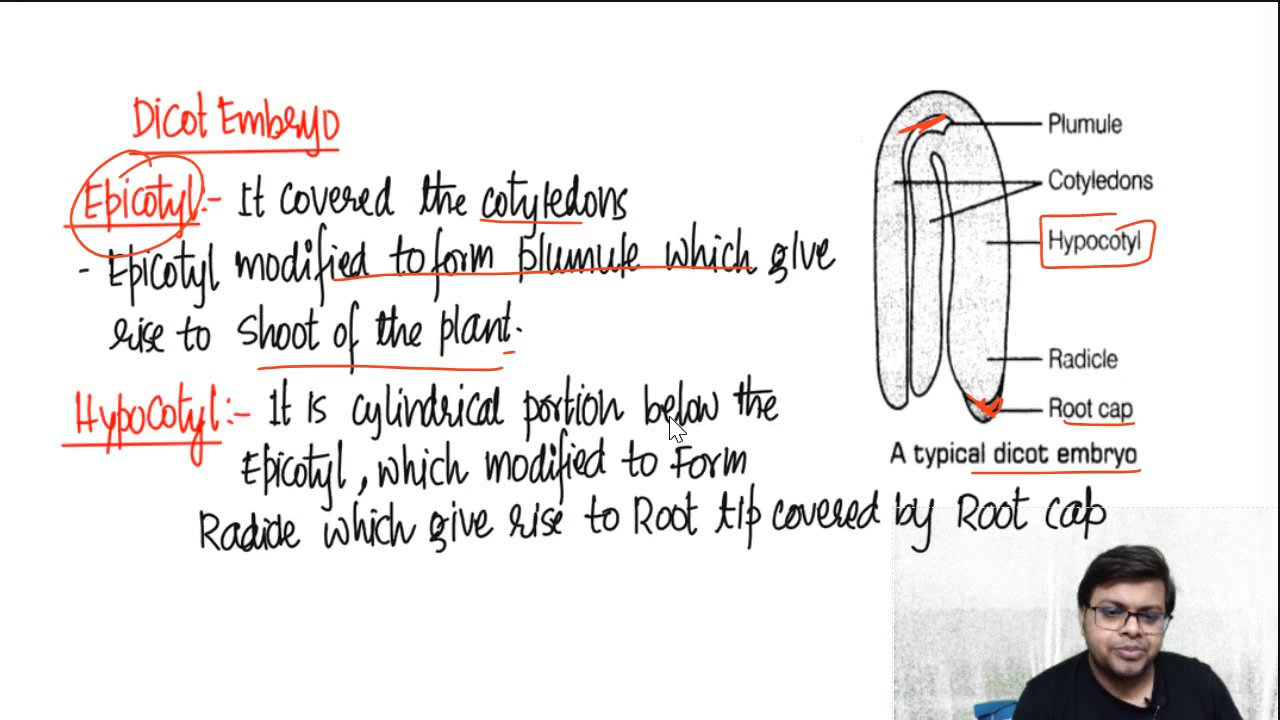 Dicot Embryo
Epicotyl:- It covered the cotyledons
- Epicotyl modified to form plumule which give
rise to shoot of the plant.
Hypocotyl:- It is cylindrical portion below the
Epicotyl, which modified to form
Radicle which give rise to Root tip covered by Root cap
Plumule
Cotyledons
Hypocotyl
Radicle
Root cap
A typical dicot embryo